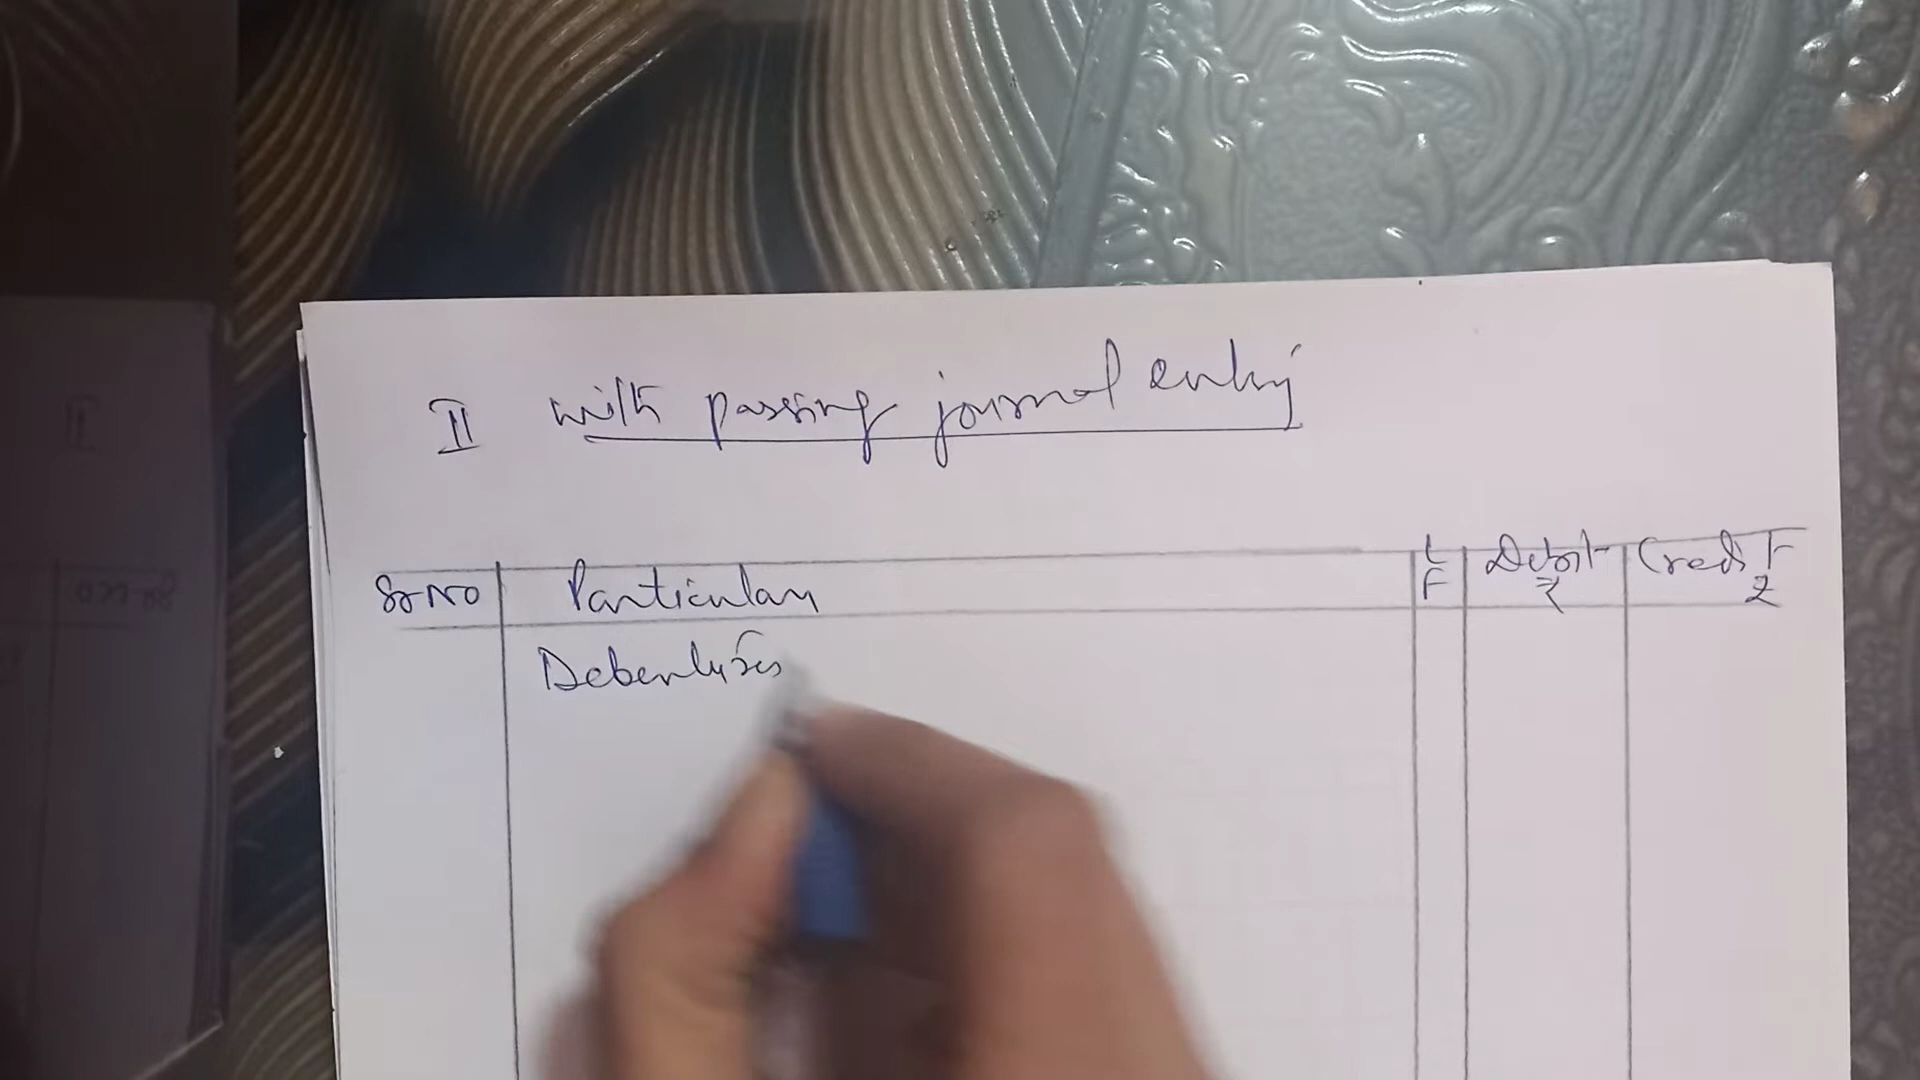 II with passing journal entry
Sr No Particulars L F Debit ₹ Credit ₹
Debentures